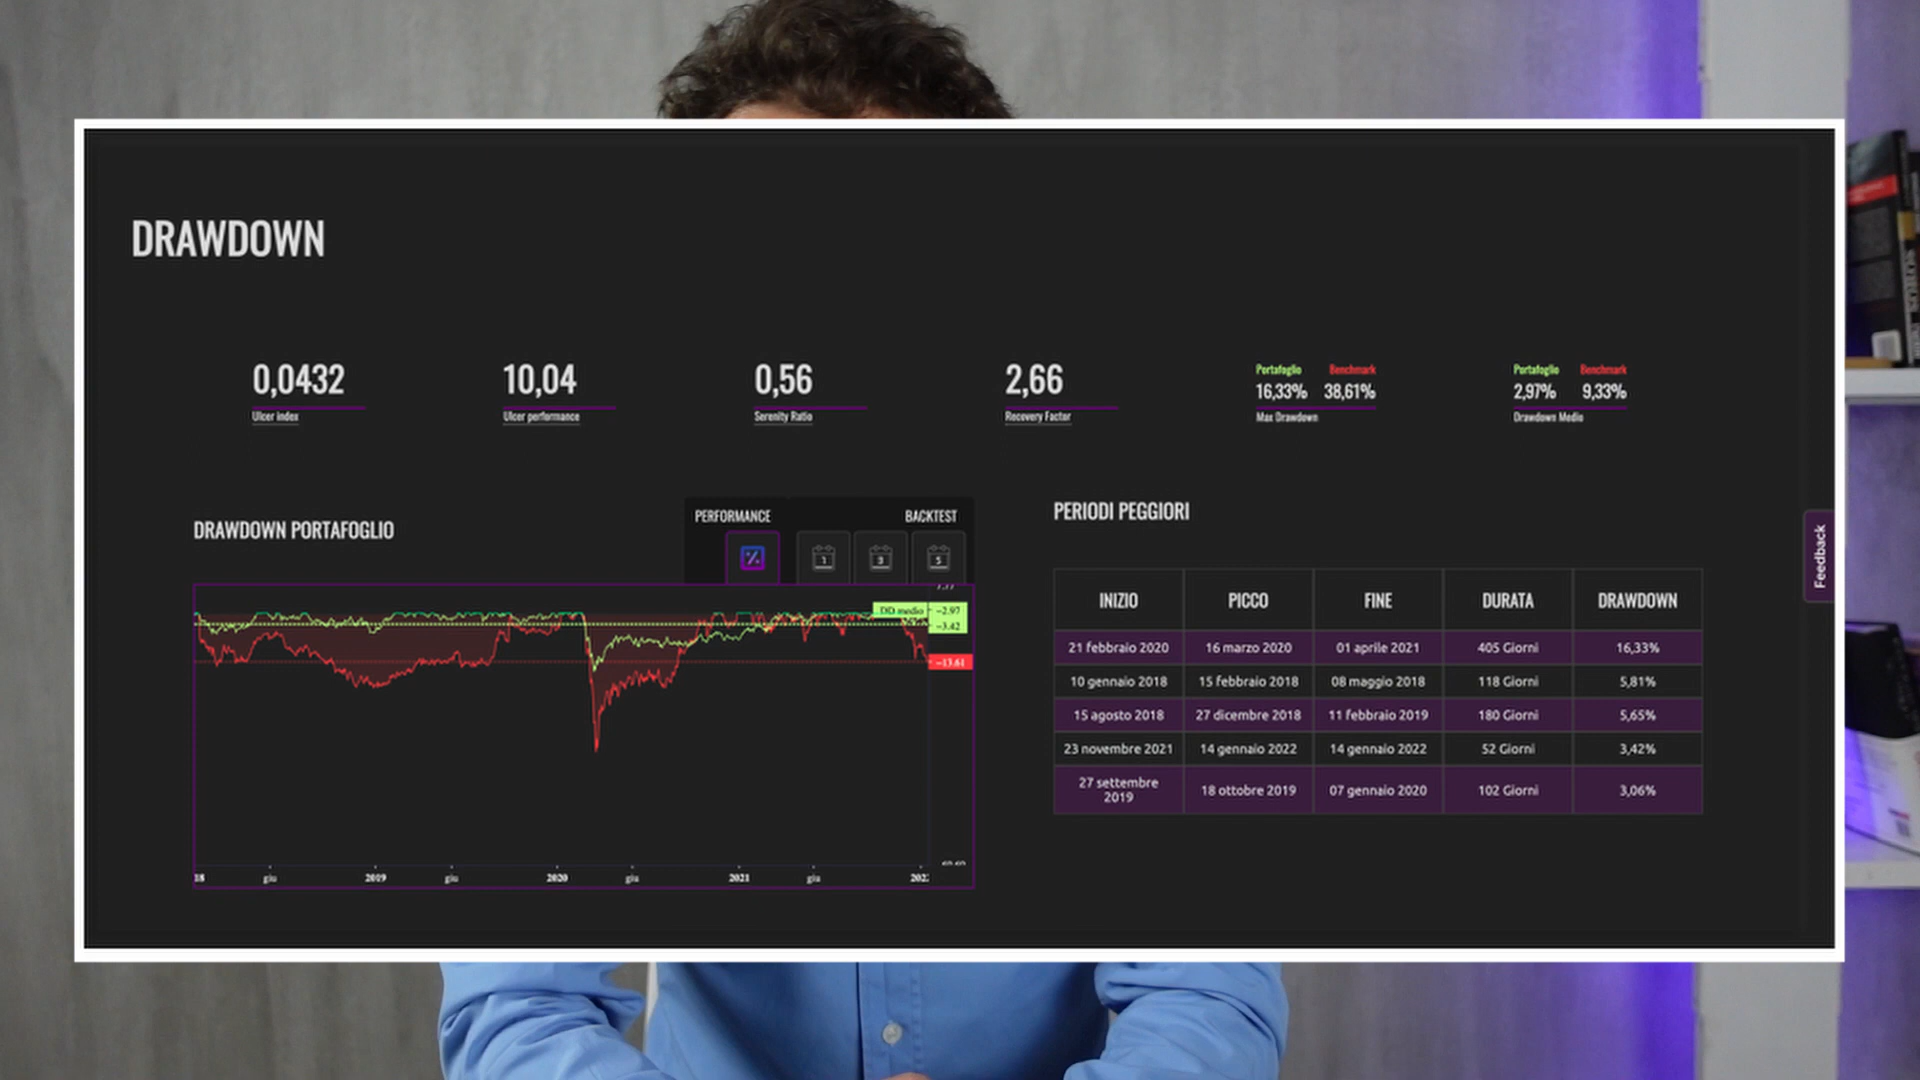 DRAWDOWN
0,0432
Ulcer index
10,04
Ulcer performance
0,56
Serenity Ratio
2,66
Recovery Factor
Portafoglio Benchmark
16,33% 38,61%
Max Drawdown
Portafoglio Benchmark
2,97% 9,33%
Drawdown Medio
DRAWDOWN PORTAFOGLIO
PERFORMANCE BACKTEST
1 3 5
DD medio −2.97
−3.42
−13.61
18 giu 2019 giu 2020 giu 2021 giu
PERIODI PEGGIORI
INIZIO PICCO FINE DURATA DRAWDOWN
21 febbraio 2020 16 marzo 2020 01 aprile 2021 405 Giorni 16,33%
10 gennaio 2018 15 febbraio 2018 08 maggio 2018 118 Giorni 5,81%
15 agosto 2018 27 dicembre 2018 11 febbraio 2019 180 Giorni 5,65%
23 novembre 2021 14 gennaio 2022 14 gennaio 2022 52 Giorni 3,42%
27 settembre
2019 18 ottobre 2019 07 gennaio 2020 102 Giorni 3,06%
Feedback